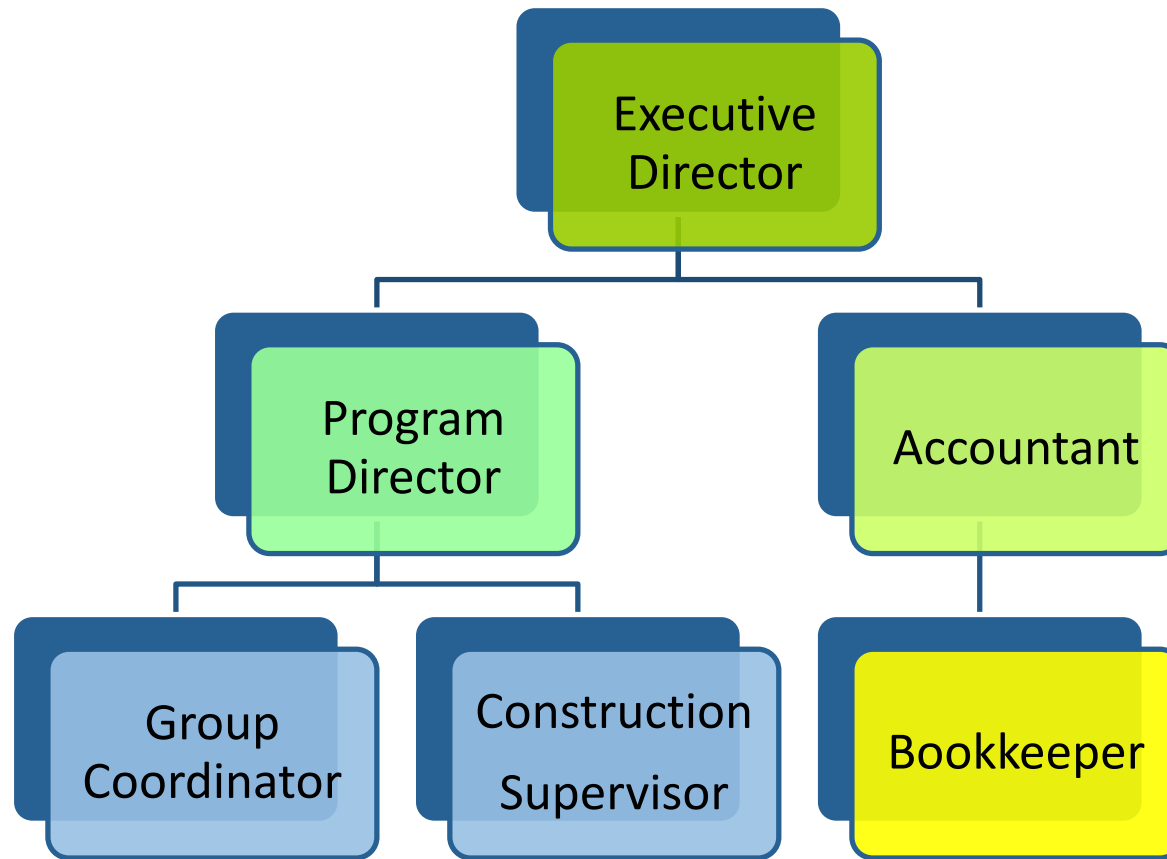 Executive
Director
Program
Director
Accountant
Group
Coordinator
Construction
Supervisor
Bookkeeper